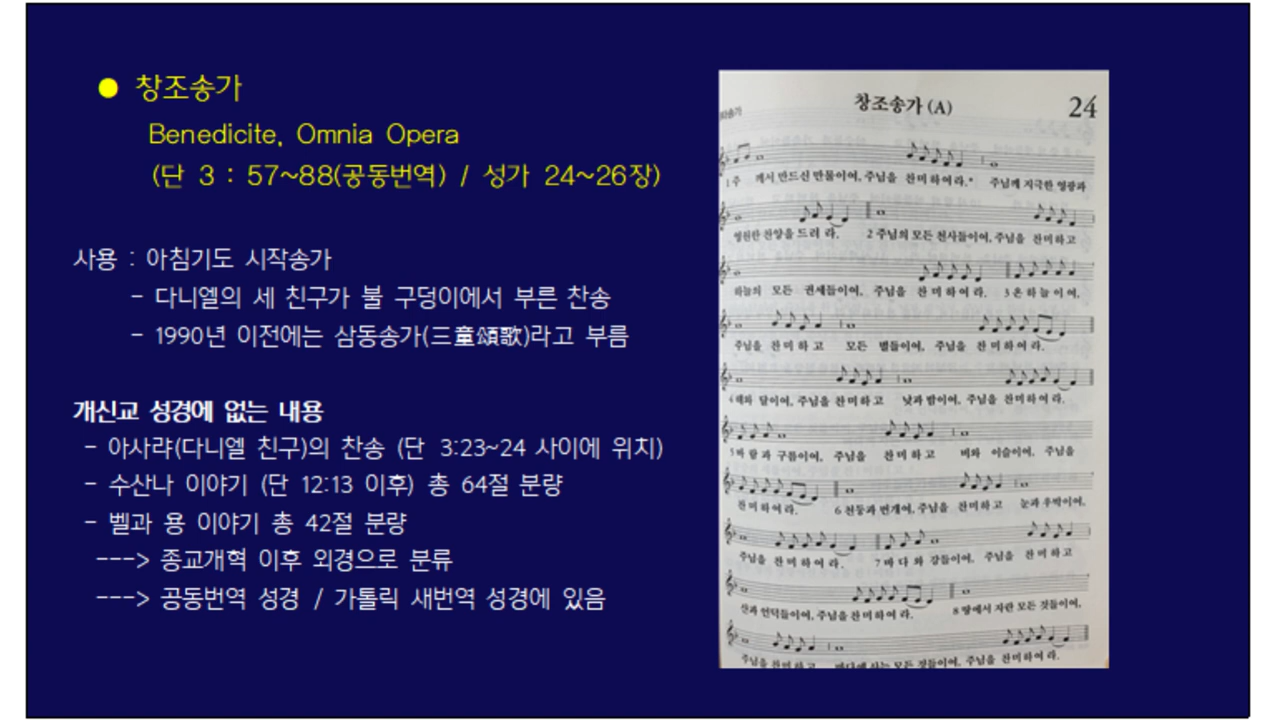 ● 창조송가
Benedicite, Omnia Opera
(단 3 : 57~88(공동번역) / 성가 24~26장)
사용 : 아침기도 시작송가
- 다니엘의 세 친구가 불 구덩이에서 부른 찬송
- 1990년 이전에는 삼동송가(三童頌歌)라고 부름
개신교 성경에 없는 내용
- 아사랴(다니엘 친구)의 찬송 (단 3:23~24 사이에 위치)
- 수산나 이야기 (단 12:13 이후) 총 64절 분량
- 벨과 용 이야기 총 42절 분량
---> 종교개혁 이후 외경으로 분류
---> 공동번역 성경 / 가톨릭 새번역 성경에 있음
창조송가 (A) 24
1 주 께서 만드신 만물이여, 주님을 찬미하여라.* 주님께 지극한 영광과
영원한 찬양을 드려 라. 2 주님의 모든 천사들이여, 주님을 찬미하고
하늘의 모든 권세들이여, 주님을 찬미하여라. 3 온 하늘이여,
주님을 찬미하고 모든 별들이여, 주님을 찬미하여라.
4 해와 달이여, 주님을 찬미하고 낮과 밤이여, 주님을 찬미하여라.
5 바람과 구름이여, 주님을 찬미하고 비와 이슬이여, 주님을
찬미하여라. 6 천둥과 번개여, 주님을 찬미하고 눈과 우박이여,
주님을 찬미하여라. 7 바다와 강들이여, 주님을 찬미하고
산과 언덕들이여, 주님을 찬미하여라. 8 땅에서 자란 모든 것들이여,
주님을 찬미하고 바다에 사는 모든 것들이여, 주님을 찬미하여라.